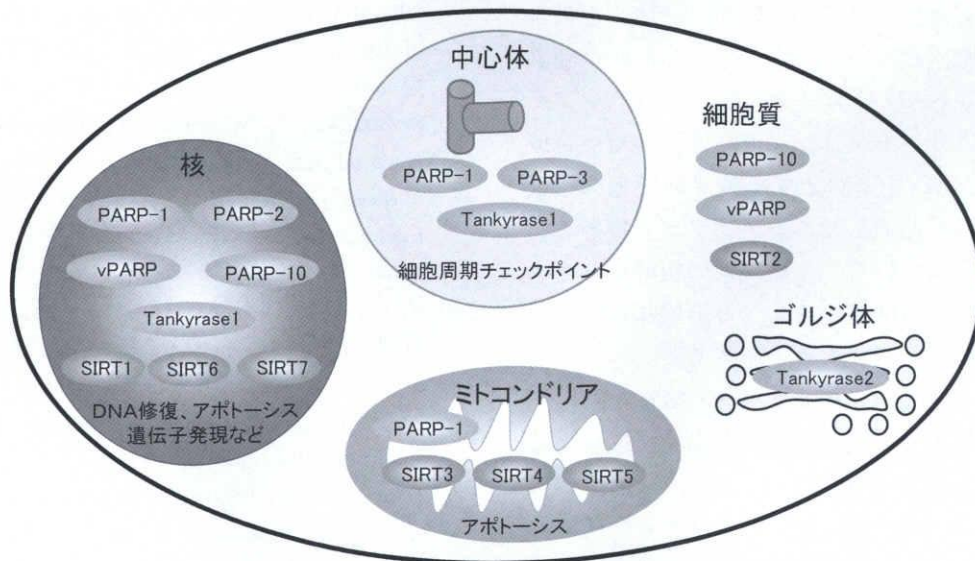 核
PARP-1
PARP-2
vPARP
PARP-10
Tankyrase1
SIRT1
SIRT6
SIRT7
DNA修復、アポトーシス
遺伝子発現など
中心体
PARP-1
PARP-3
Tankyrase1
細胞周期チェックポイント
細胞質
PARP-10
vPARP
SIRT2
ゴルジ体
Tankyrase2
ミトコンドリア
PARP-1
SIRT3
SIRT4
SIRT5
アポトーシス